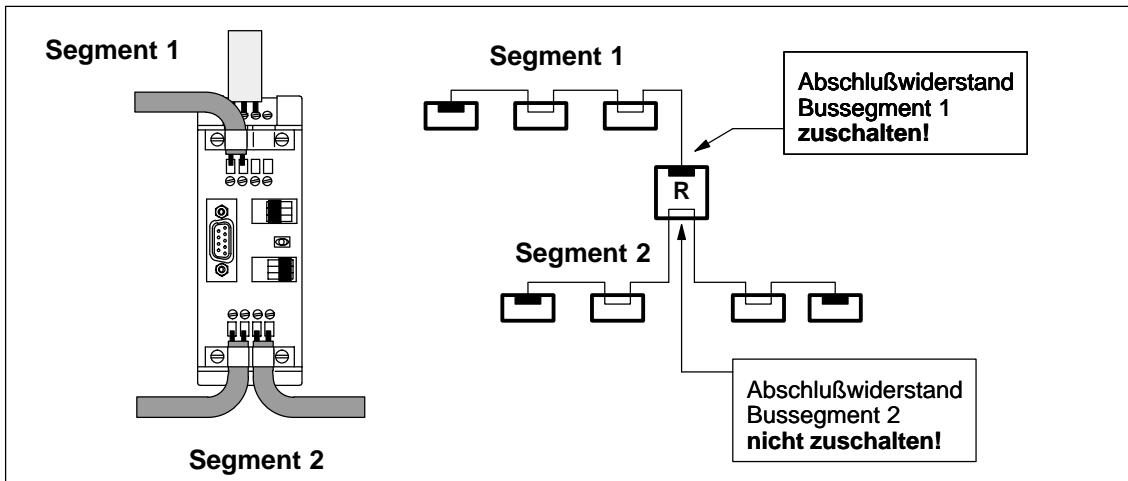 Segment 1
Segment 1
Abschlußwiderstand
Bussegment 1
zuschalten!
R
Segment 2
Abschlußwiderstand
Bussegment 2
nicht zuschalten!
Segment 2